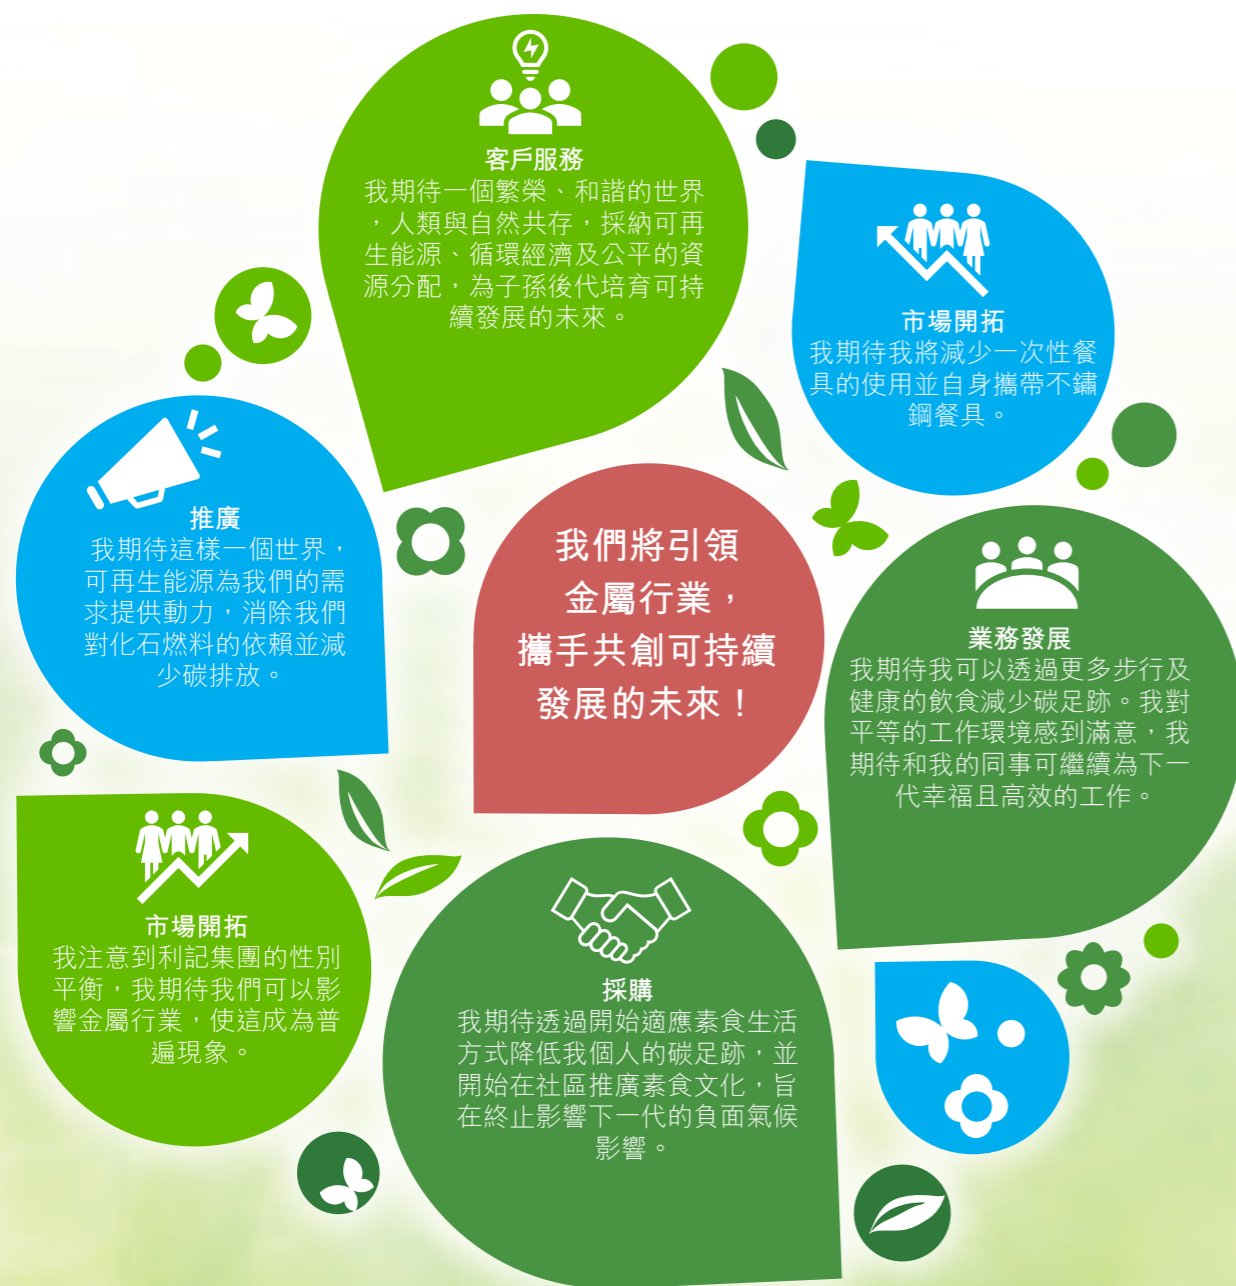 客戶服務
我期待一個繁榮、和諧的世界
,人類與自然共存,採納可再
生能源、循環經濟及公平的資
源分配,為子孫後代培育可持
續發展的未來。
市場開拓
我期待我將減少一次性餐
具的使用並自身攜帶不鏽
鋼餐具。
推廣
我期待這樣一個世界,
可再生能源為我們的需
求提供動力,消除我們
對化石燃料的依賴並減
少碳排放。
我們將引領
金屬行業,
攜手共創可持續
發展的未來!
業務發展
我期待我可以透過更多步行及
健康的飲食減少碳足跡。我對
平等的工作環境感到滿意,我
期待和我的同事可繼續為下一
代幸福且高效的工作。
市場開拓
我注意到利記集團的性別
平衡,我期待我們可以影
響金屬行業,使這成為普
遍現象。
採購
我期待透過開始適應素食生活
方式降低我個人的碳足跡,並
開始在社區推廣素食文化,旨
在終止影響下一代的負面氣候
影響。